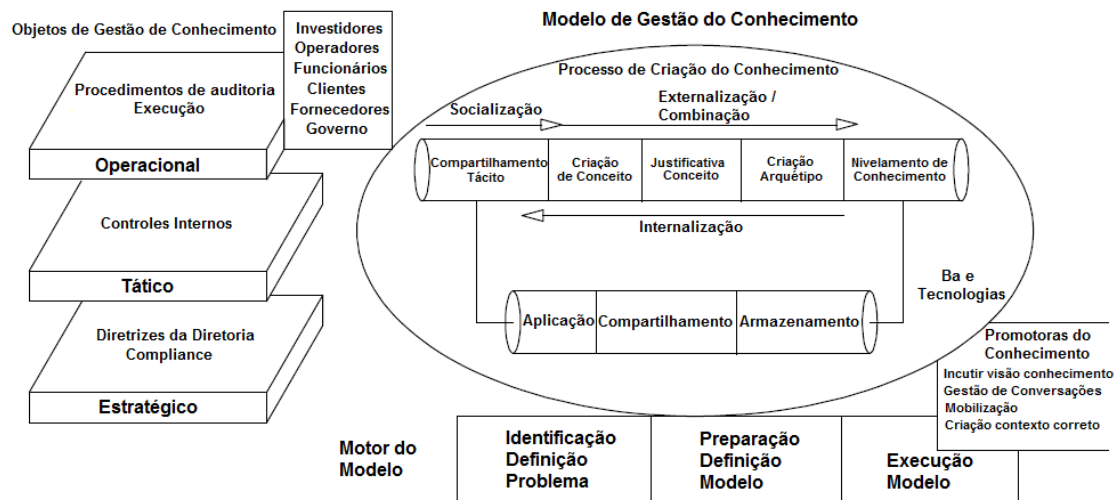 Modelo de Gestão do Conhecimento
Objetos de Gestão de Conhecimento
Investidores
Operadores
Funcionários
Clientes
Fornecedores
Governo
Procedimentos de auditoria
Execução
Operacional
Controles Internos
Tático
Diretrizes da Diretoria
Compliance
Estratégico
Processo de Criação do Conhecimento
Socialização
Externalização /
Combinação
Compartilhamento
Tácito
Criação
de Conceito
Justificativa
Conceito
Criação
Arquétipo
Nivelamento de
Conhecimento
Internalização
Ba e
Tecnologias
Aplicação
Compartilhamento
Armazenamento
Promotoras do
Conhecimento
Incutir visão conhecimento
Gestão de Conversações
Mobilização
Criação contexto correto
Motor do
Modelo
Identificação
Definição
Problema
Preparação
Definição
Modelo
Execução
Modelo